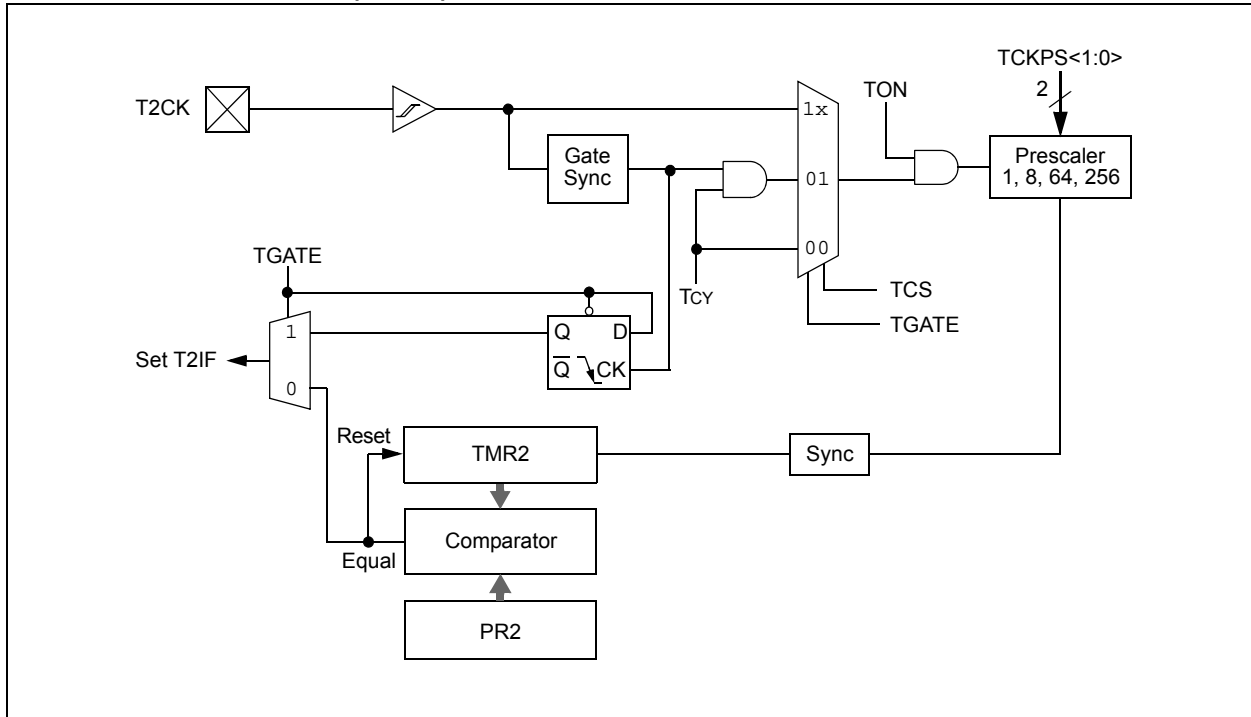 TCKPS<1:0>
2
TON
T2CK
1x
Prescaler
1, 8, 64, 256
Gate
Sync
01
00
TGATE
TCY
TCS
TGATE
1
Q
D
Set T2IF
Q
CK
0
Reset
TMR2
Sync
Comparator
Equal
PR2